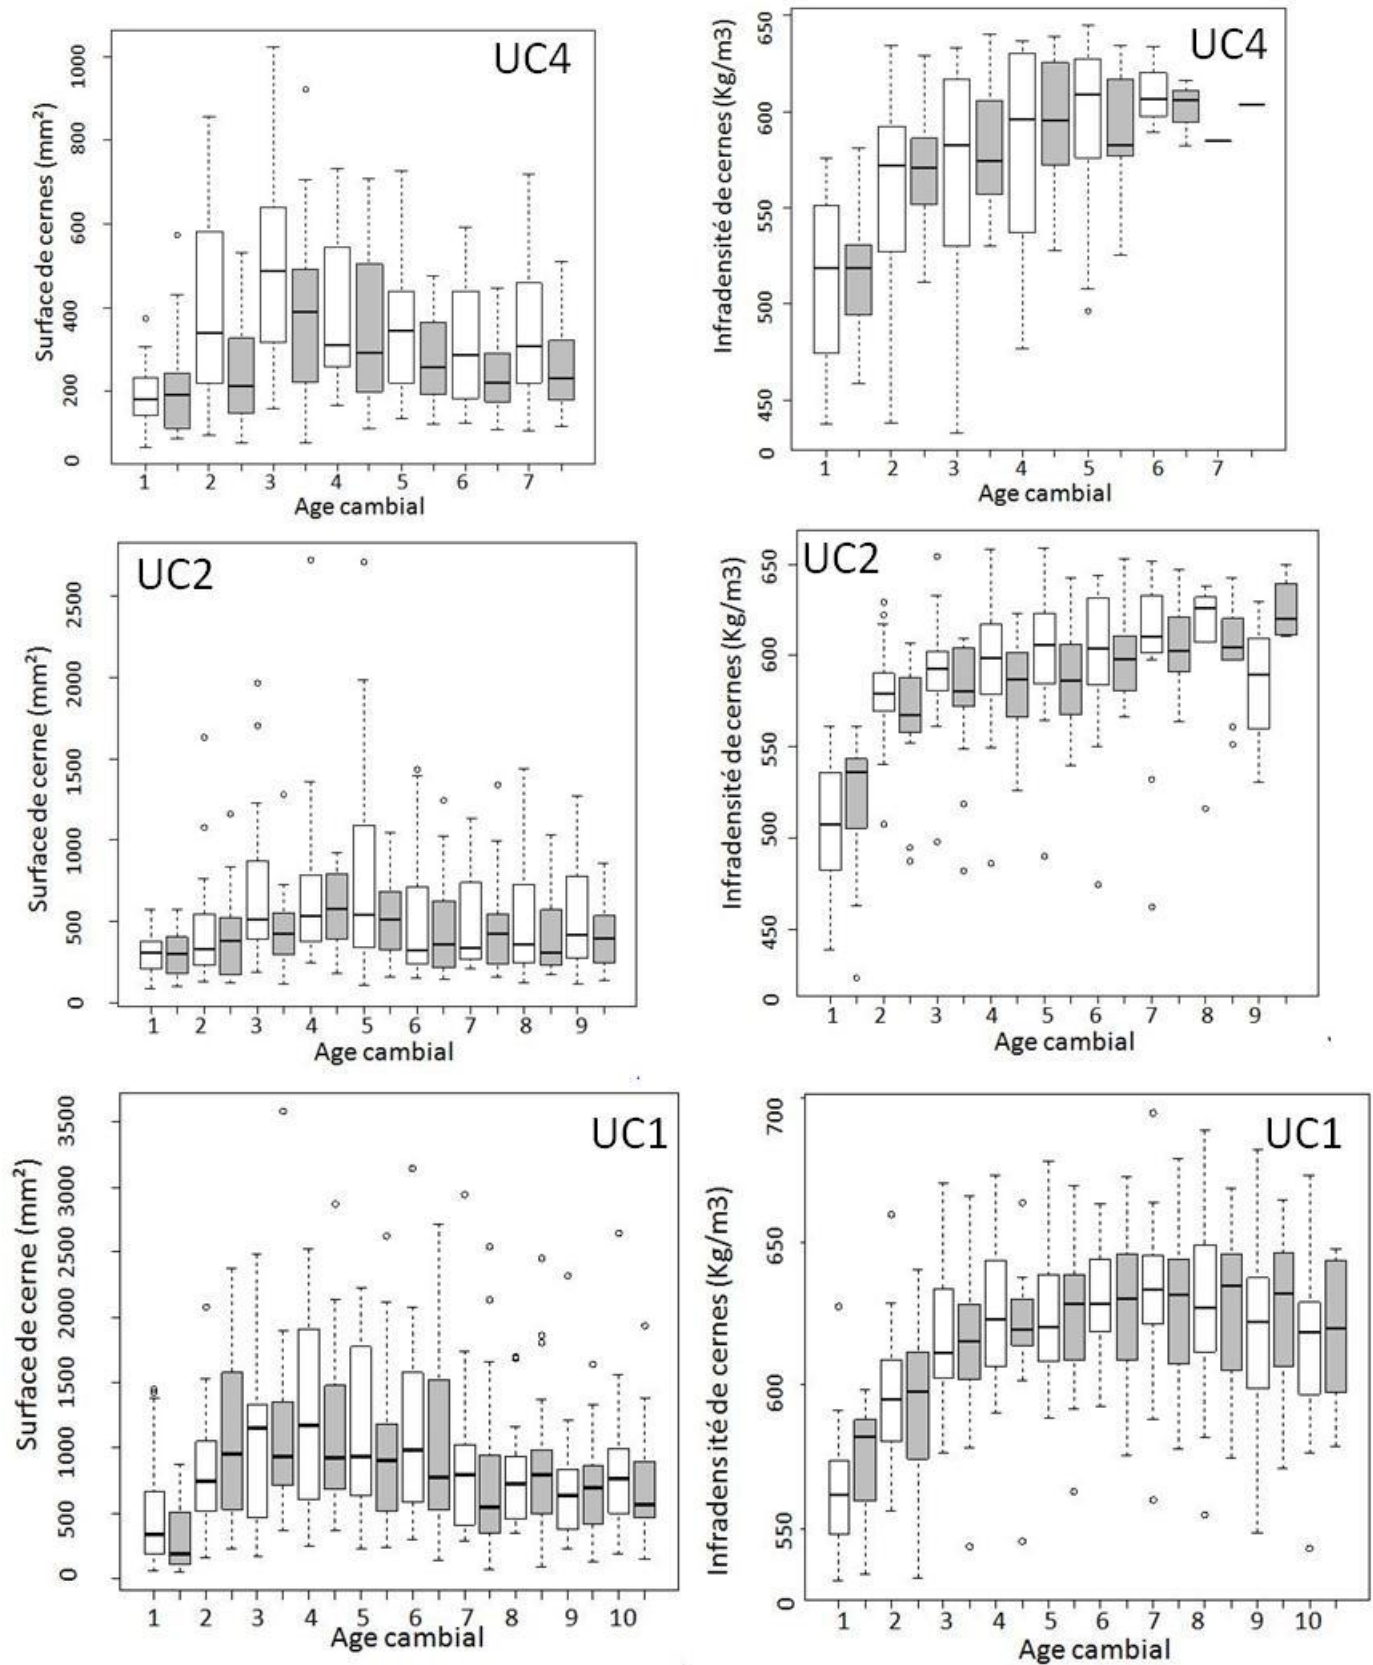 UC4
Surface de cernes (mm²)
1000
800
600
400
200
0
1 2 3 4 5 6 7
Age cambial
UC4
Infradensité de cernes (Kg/m3)
650
600
550
500
450
0
1 2 3 4 5 6 7
Age cambial
UC2
Surface de cerne (mm²)
2500
2000
1500
1000
500
0
1 2 3 4 5 6 7 8 9
Age cambial
UC2
Infradensité de cernes (Kg/m3)
650
600
550
500
450
0
1 2 3 4 5 6 7 8 9
Age cambial
UC1
Surface de cerne (mm²)
3500
3000
2500
2000
1500
1000
500
0
1 2 3 4 5 6 7 8 9 10
Age cambial
UC1
Infradensité de cernes (Kg/m3)
700
650
600
550
0
1 2 3 4 5 6 7 8 9 10
Age cambial